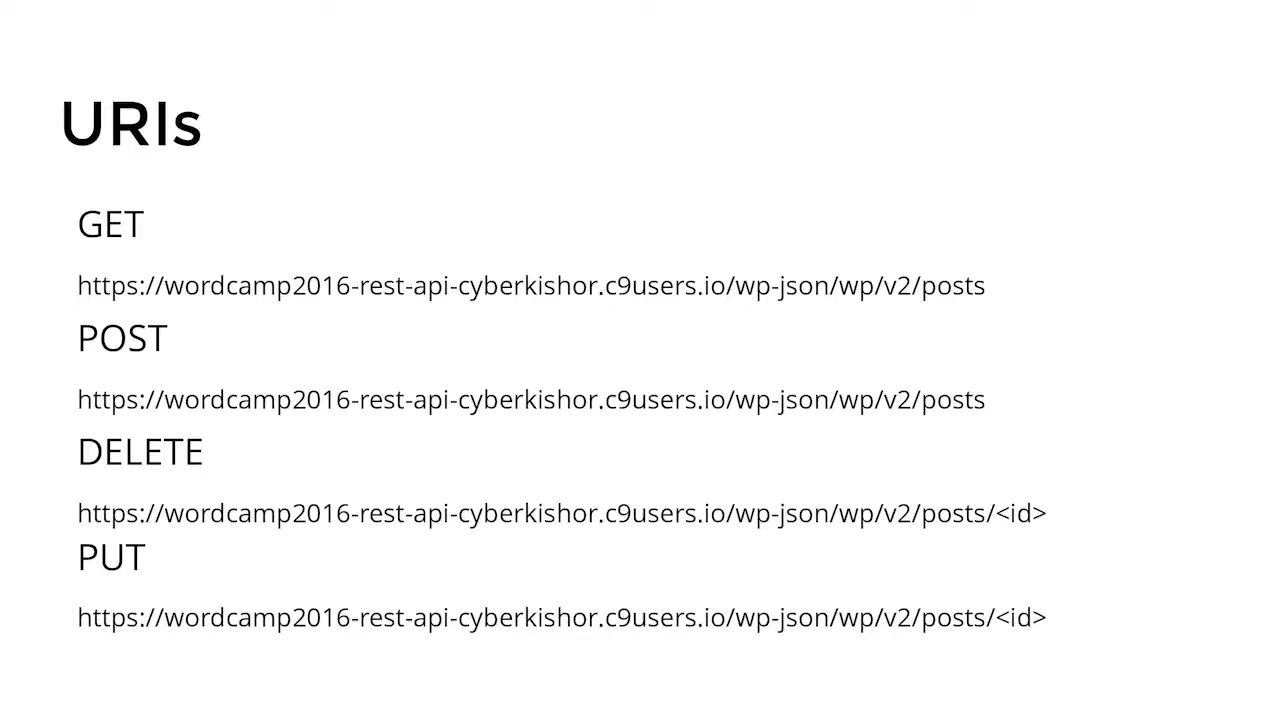 URIs
GET
https://wordcamp2016-rest-api-cyberkishor.c9users.io/wp-json/wp/v2/posts
POST
https://wordcamp2016-rest-api-cyberkishor.c9users.io/wp-json/wp/v2/posts
DELETE
https://wordcamp2016-rest-api-cyberkishor.c9users.io/wp-json/wp/v2/posts/<id>
PUT
https://wordcamp2016-rest-api-cyberkishor.c9users.io/wp-json/wp/v2/posts/<id>